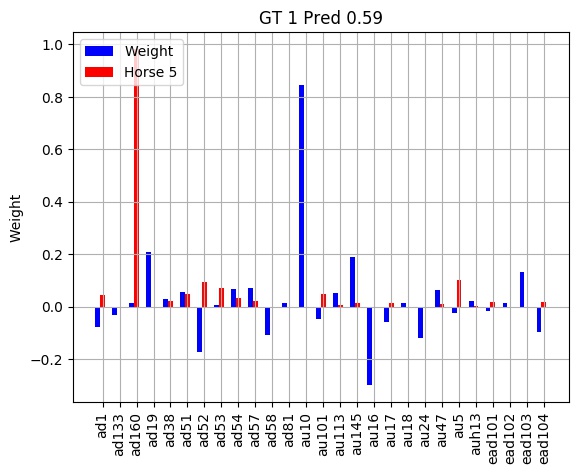 GT 1 Pred 0.59
Weight
Horse 5
Weight
1.0
0.8
0.6
0.4
0.2
0.0
−0.2
ad1
ad133
ad160
ad19
ad38
ad51
ad52
ad53
ad54
ad57
ad58
ad81
au10
au101
au113
au145
au16
au17
au18
au24
au47
au5
auh13
ead101
ead102
ead103
ead104